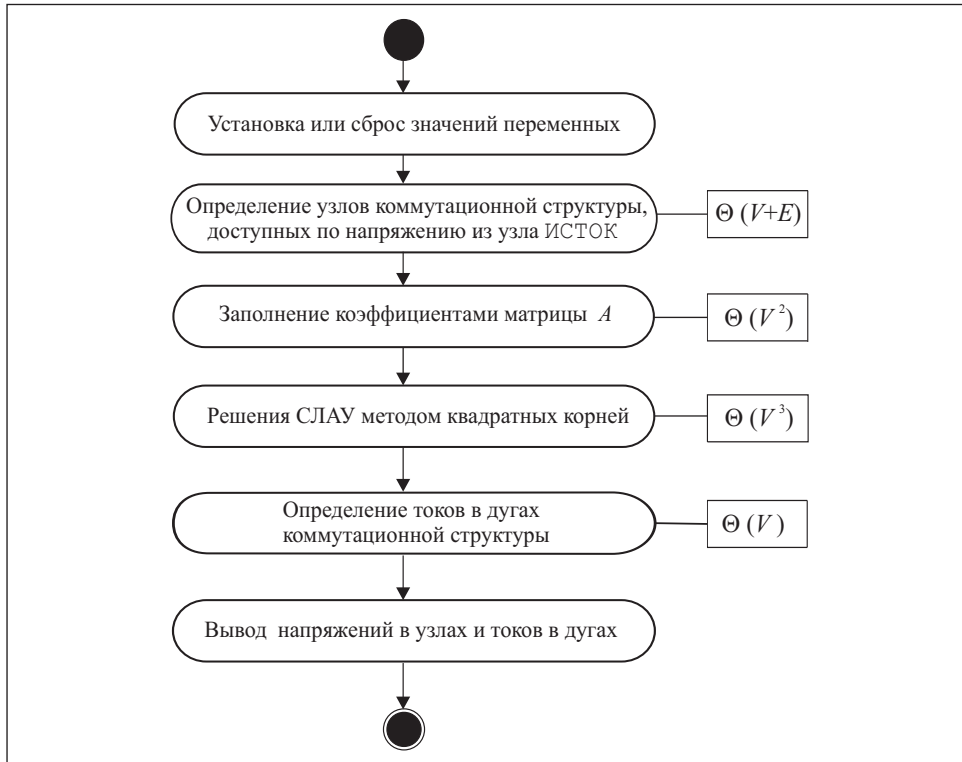 Установка или сброс значений переменных
Определение узлов коммутационной структуры,
доступных по напряжению из узла ИСТОК
Θ (V+E)
Заполнение коэффициентами матрицы A
Θ (V²)
Решения СЛАУ методом квадратных корней
Θ (V³)
Определение токов в дугах
коммутационной структуры
Θ (V)
Вывод напряжений в узлах и токов в дугах